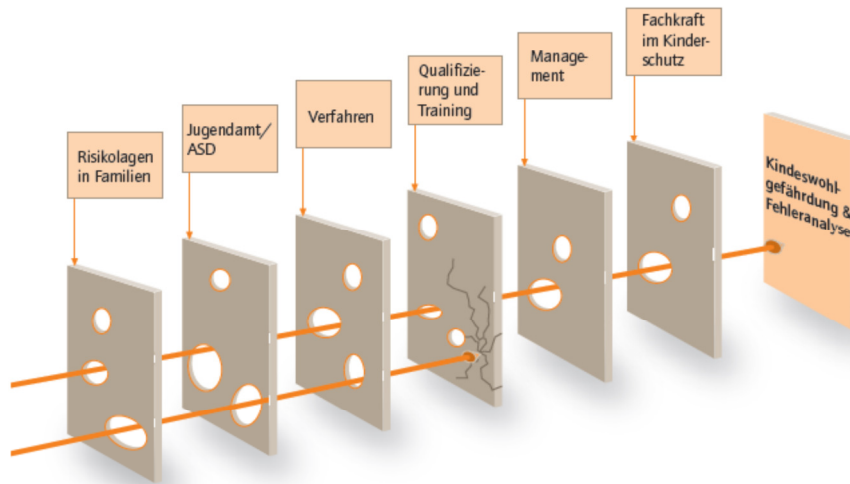 Risikolagen
in Familien
Jugendamt/
ASD
Verfahren
Qualifizie-
rung und
Training
Manage-
ment
Fachkraft
im Kinder-
schutz
Kindeswohl-
gefährdung &
Fehleranalyse